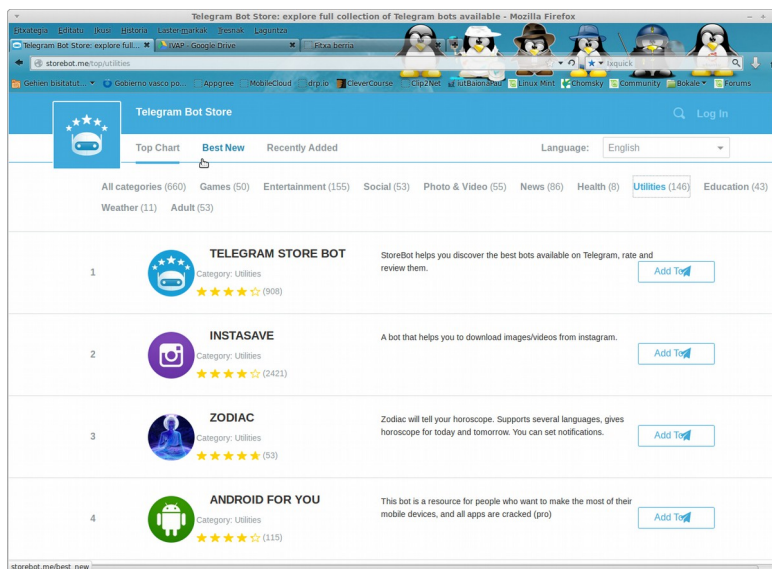 Telegram Bot Store: explore full collection of Telegram bots available - Mozilla Firefox
Fitxategia Editatu Ikusi Historia Laster-markak Tresnak Laguntza
Telegram Bot Store: explore full... IVAP - Google Drive Fitxa berria
storebot.me/top/utilities Ixquick
Gehien bisitatut... Gobierno vasco po... Appgree MobileCloud drp.io CleverCourse Clip2Net iutBaionaPau Linux Mint Chomsky Community Bokale Forums
Telegram Bot Store Log In
Top Chart Best New Recently Added Language: English
All categories (660) Games (50) Entertainment (155) Social (53) Photo & Video (55) News (86) Health (8) Utilities (146) Education (43)
Weather (11) Adult (53)
1 TELEGRAM STORE BOT
Category: Utilities
(908)
StoreBot helps you discover the best bots available on Telegram, rate and
review them.
Add To
2 INSTASAVE
Category: Utilities
(2421)
A bot that helps you to download images/videos from instagram.
Add To
3 ZODIAC
Category: Utilities
(53)
Zodiac will tell your horoscope. Supports several languages, gives
horoscope for today and tomorrow. You can set notifications.
Add To
4 ANDROID FOR YOU
Category: Utilities
(115)
This bot is a resource for people who want to make the most of their
mobile devices, and all apps are cracked (pro)
Add To
storebot.me/best_new